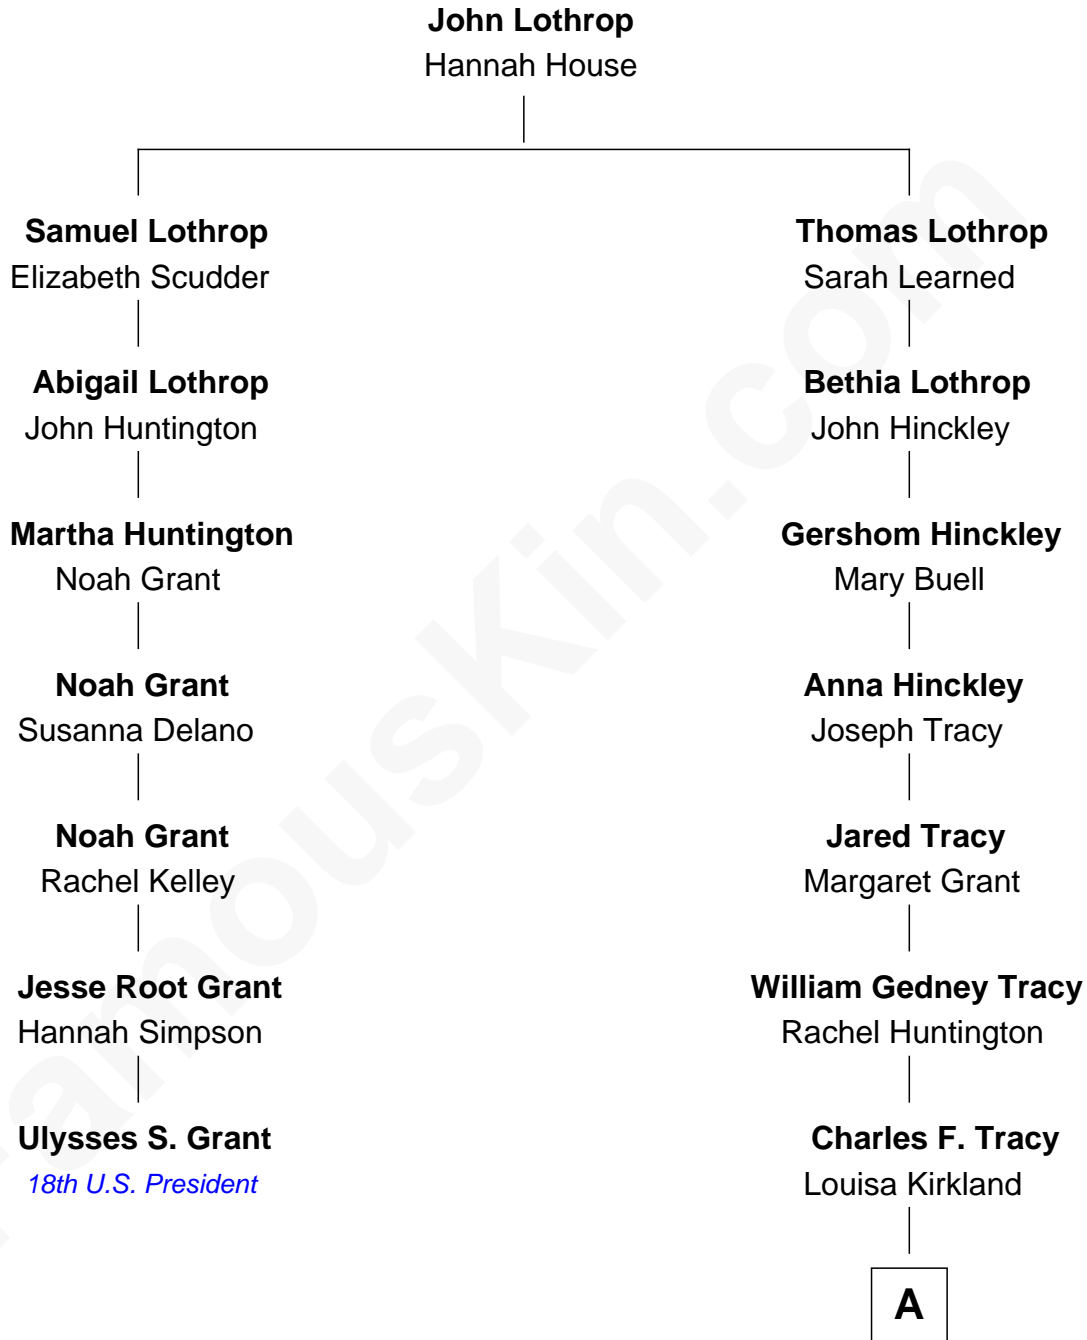 John Lothrop
Hannah House
Samuel Lothrop
Elizabeth Scudder
Thomas Lothrop
Sarah Learned
Abigail Lothrop
John Huntington
Bethia Lothrop
John Hinckley
Martha Huntington
Noah Grant
Gershom Hinckley
Mary Buell
Noah Grant
Susanna Delano
Anna Hinckley
Joseph Tracy
Noah Grant
Rachel Kelley
Jared Tracy
Margaret Grant
Jesse Root Grant
Hannah Simpson
William Gedney Tracy
Rachel Huntington
Ulysses S. Grant
18th U.S. President
Charles F. Tracy
Louisa Kirkland
A
FamousKin.com